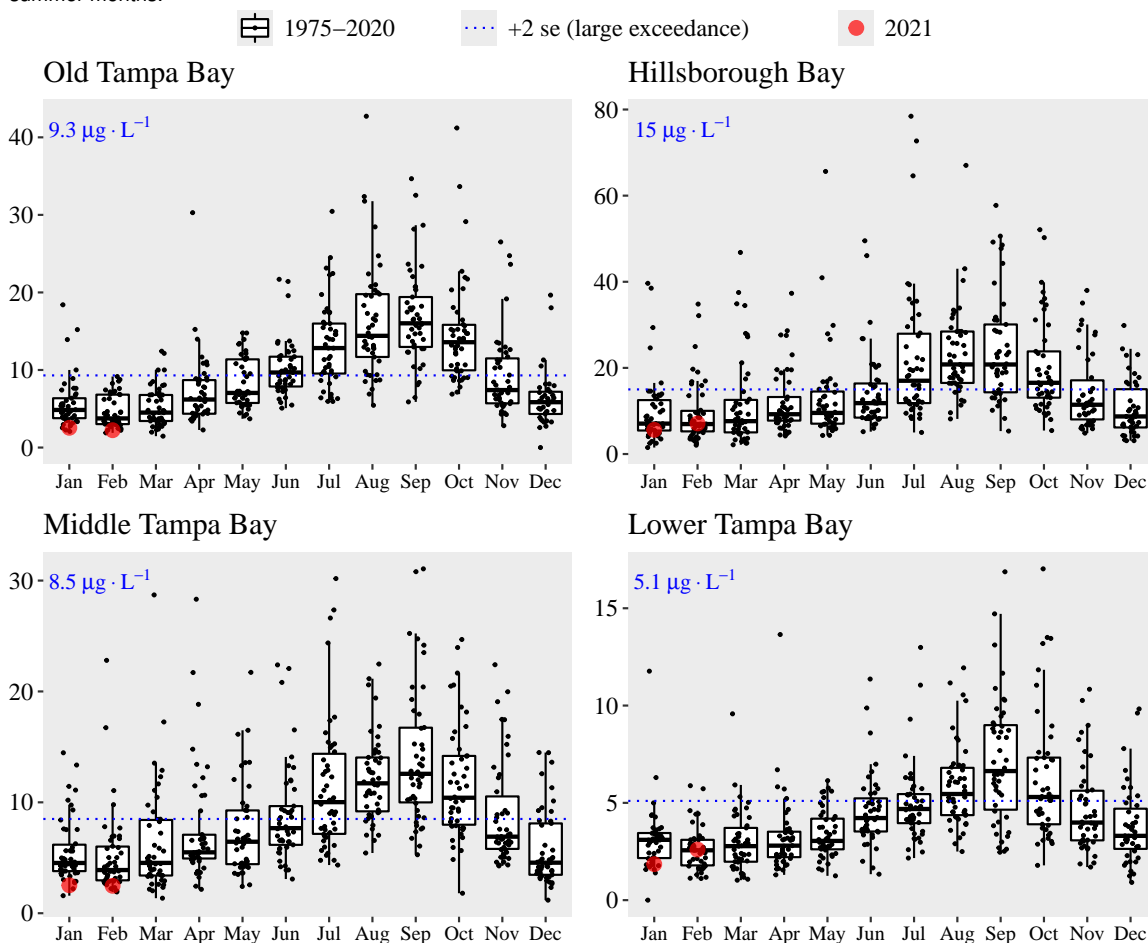 summer months.
1975−2020
+2 se (large exceedance)
2021
Old Tampa Bay
9.3 μg · L−1
40
30
20
10
0
Jan Feb Mar Apr May Jun Jul Aug Sep Oct Nov Dec
Hillsborough Bay
15 μg · L−1
80
60
40
20
0
Jan Feb Mar Apr May Jun Jul Aug Sep Oct Nov Dec
Middle Tampa Bay
8.5 μg · L−1
30
20
10
0
Jan Feb Mar Apr May Jun Jul Aug Sep Oct Nov Dec
Lower Tampa Bay
5.1 μg · L−1
15
10
5
0
Jan Feb Mar Apr May Jun Jul Aug Sep Oct Nov Dec